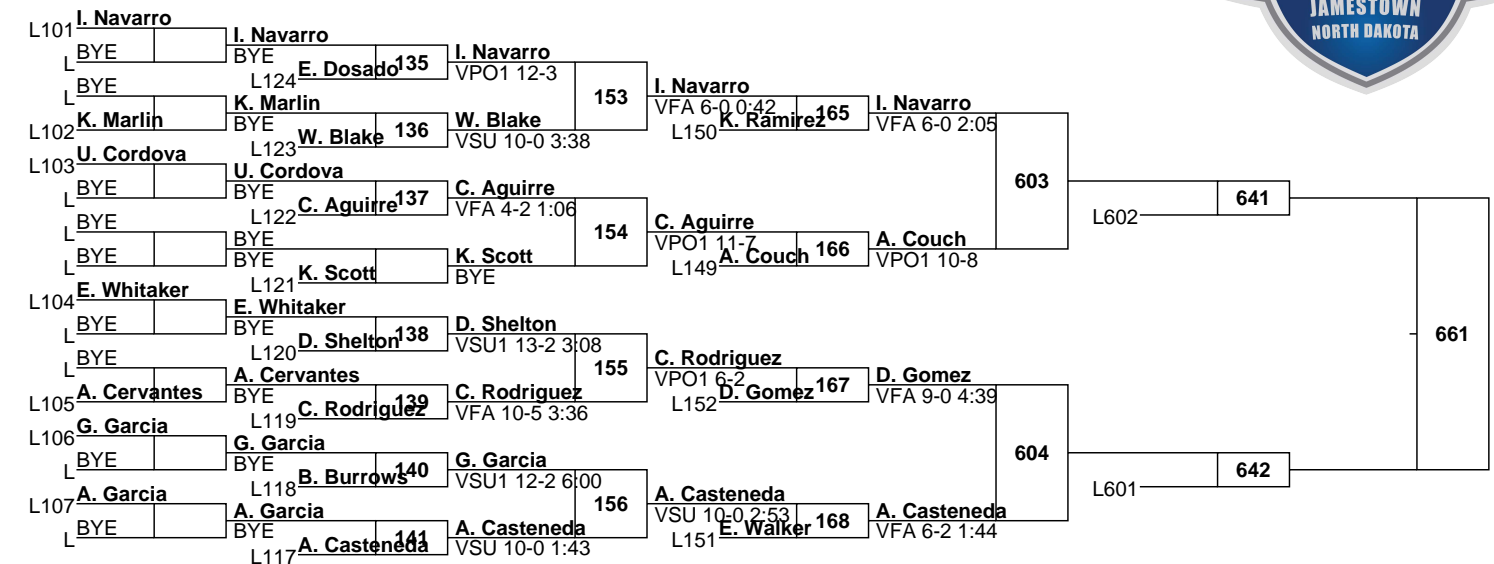 JAMESTOWN
NORTH DAKOTA
L101 I. Navarro
L BYE
L BYE
L102 K. Marlin
L103 U. Cordova
L BYE
L BYE
L BYE
L104 E. Whitaker
L BYE
L BYE
L105 A. Cervantes
L106 G. Garcia
L BYE
L107 A. Garcia
L BYE
I. Navarro
BYE
L124 E. Dosado 135
K. Marlin
BYE
L123 W. Blake 136
U. Cordova
BYE
L122 C. Aguirre 137
BYE
BYE
L121 K. Scott
E. Whitaker
BYE
L120 D. Shelton 138
A. Cervantes
BYE
L119 C. Rodriguez 139
G. Garcia
BYE
L118 B. Burrows 140
A. Garcia
BYE
L117 A. Casteneda 141
I. Navarro
VPO1 12-3
153
W. Blake
VSU 10-0 3:38
C. Aguirre
VFA 4-2 1:06
154
K. Scott
BYE
D. Shelton
VSU1 13-2 3:08
155
C. Rodriguez
VFA 10-5 3:36
G. Garcia
VSU1 12-2 6:00
156
A. Casteneda
VSU 10-0 1:43
I. Navarro
VFA 6-0 0:42
L150 K. Ramirez 165
C. Aguirre
VPO1 11-7
L149 A. Couch 166
C. Rodriguez
VPO1 6-2
L152 D. Gomez 167
A. Casteneda
VSU 10-0 2:53
L151 E. Walker 168
I. Navarro
VFA 6-0 2:05
603
A. Couch
VPO1 10-8
D. Gomez
VFA 9-0 4:39
604
A. Casteneda
VFA 6-2 1:44
L602 641
L601 642
661